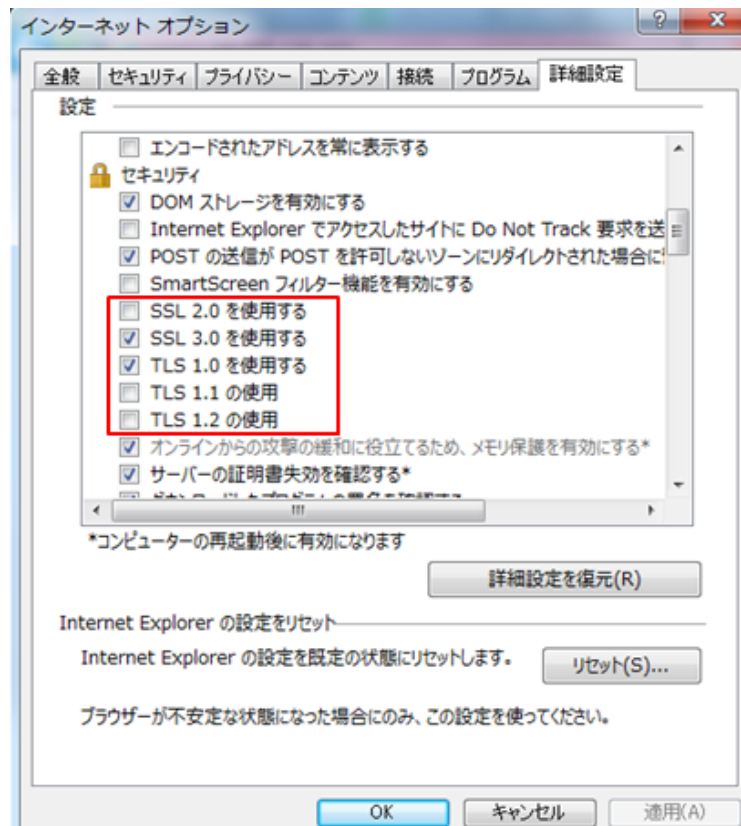 インターネット オプション
全般 セキュリティ プライバシー コンテンツ 接続 プログラム 詳細設定
設定
エンコードされたアドレスを常に表示する
セキュリティ
DOM ストレージを有効にする
Internet Explorer でアクセスしたサイトに Do Not Track 要求を送
POST の送信が POST を許可しないゾーンにリダイレクトされた場合に
SmartScreen フィルター機能を有効にする
SSL 2.0 を使用する
SSL 3.0 を使用する
TLS 1.0 を使用する
TLS 1.1 の使用
TLS 1.2 の使用
オンラインからの攻撃の緩和に役立てるため、メモリ保護を有効にする*
サーバーの証明書失効を確認する*
*コンピューターの再起動後に有効になります
詳細設定を復元(R)
Internet Explorer の設定をリセット
Internet Explorer の設定を既定の状態にリセットします。
リセット(S)...
ブラウザーが不安定な状態になった場合にのみ、この設定を使ってください。
OK キャンセル 適用(A)